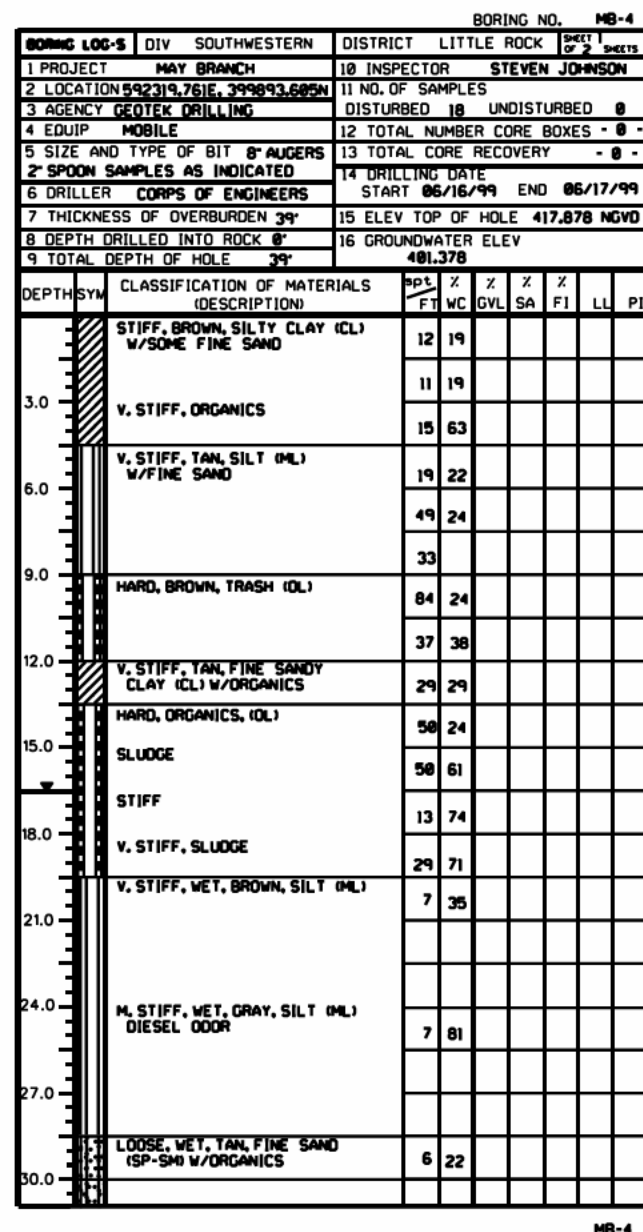 BORING NO. MB-4
BORING LOG-S DIV SOUTHWESTERN DISTRICT LITTLE ROCK SHEET 1 OF 2 SHEETS
1 PROJECT MAY BRANCH
10 INSPECTOR STEVEN JOHNSON
2 LOCATION 592319.761E, 399893.605N
11 NO. OF SAMPLES
DISTURBED 18 UNDISTURBED 0
3 AGENCY GEOTEK DRILLING
4 EQUIP MOBILE
12 TOTAL NUMBER CORE BOXES - 0 -
5 SIZE AND TYPE OF BIT 8" AUGERS
2" SPOON SAMPLES AS INDICATED
13 TOTAL CORE RECOVERY - 0 -
14 DRILLING DATE
START 06/16/99 END 06/17/99
6 DRILLER CORPS OF ENGINEERS
7 THICKNESS OF OVERBURDEN 39'
15 ELEV TOP OF HOLE 417.878 NGVD
8 DEPTH DRILLED INTO ROCK 0'
16 GROUNDWATER ELEV
401.378
9 TOTAL DEPTH OF HOLE 39'
DEPTH SYM CLASSIFICATION OF MATERIALS (DESCRIPTION) spt/FT % WC % GVL % SA % FI LL PI
STIFF, BROWN, SILTY CLAY (CL)
W/SOME FINE SAND 12 19
11 19
3.0
V. STIFF, ORGANICS
15 63
V. STIFF, TAN, SILT (ML)
W/FINE SAND 19 22
6.0
49 24
33
9.0
HARD, BROWN, TRASH (OL)
84 24
37 38
12.0
V. STIFF, TAN, FINE SANDY
CLAY (CL) W/ORGANICS 29 29
HARD, ORGANICS, (OL)
50 24
15.0
SLUDGE
50 61
STIFF
13 74
18.0
V. STIFF, SLUDGE
29 71
V. STIFF, WET, BROWN, SILT (ML)
7 35
21.0
24.0
M. STIFF, WET, GRAY, SILT (ML)
DIESEL ODOR 7 81
27.0
LOOSE, WET, TAN, FINE SAND
(SP-SM) W/ORGANICS 6 22
30.0
MB-4